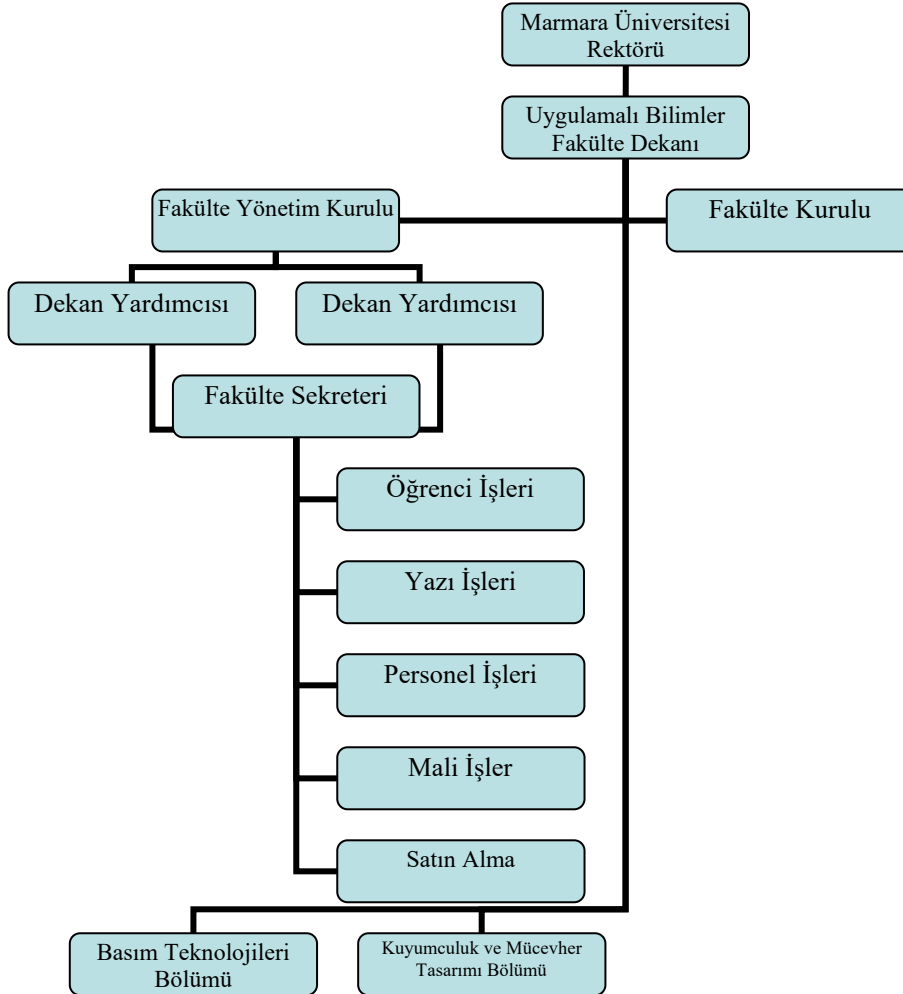 Marmara Üniversitesi
Rektörü
Uygulamalı Bilimler
Fakülte Dekanı
Fakülte Yönetim Kurulu
Fakülte Kurulu
Dekan Yardımcısı
Dekan Yardımcısı
Fakülte Sekreteri
Öğrenci İşleri
Yazı İşleri
Personel İşleri
Mali İşler
Satın Alma
Basım Teknolojileri
Bölümü
Kuyumculuk ve Mücevher
Tasarımı Bölümü